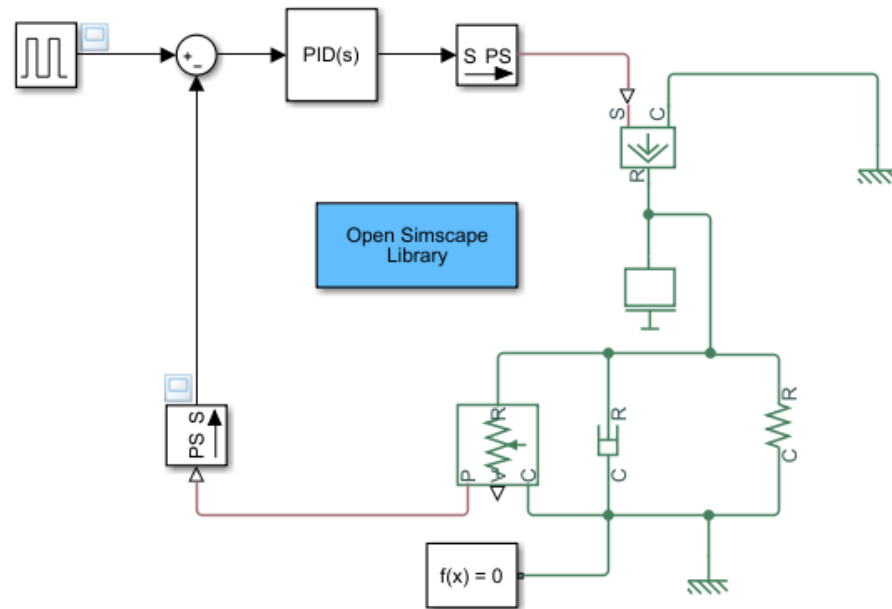 +
−
PID(s)
S PS
S
C
R
Open Simscape
Library
R
R
R
PS S
P
A
C
C
C
f(x) = 0